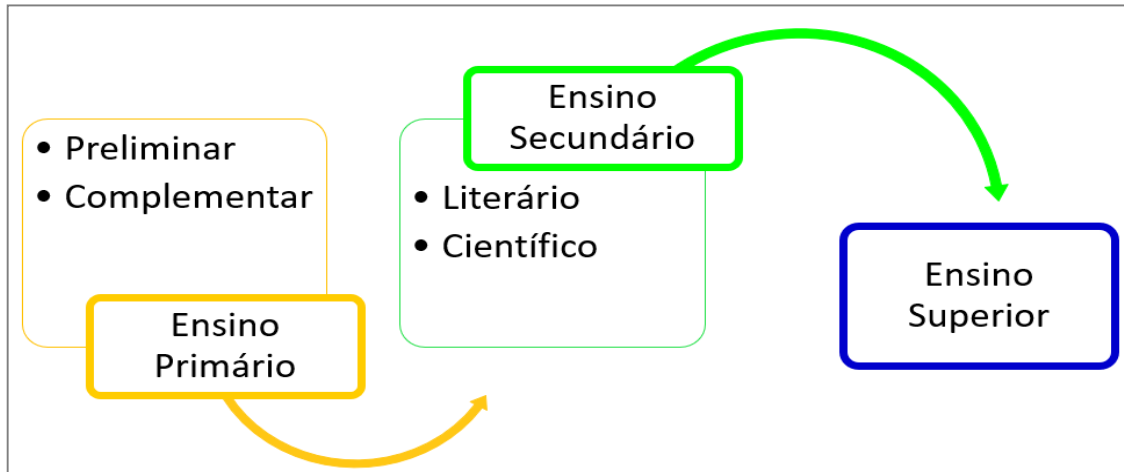 • Preliminar
• Complementar
Ensino
Primário
Ensino
Secundário
• Literário
• Científico
Ensino
Superior